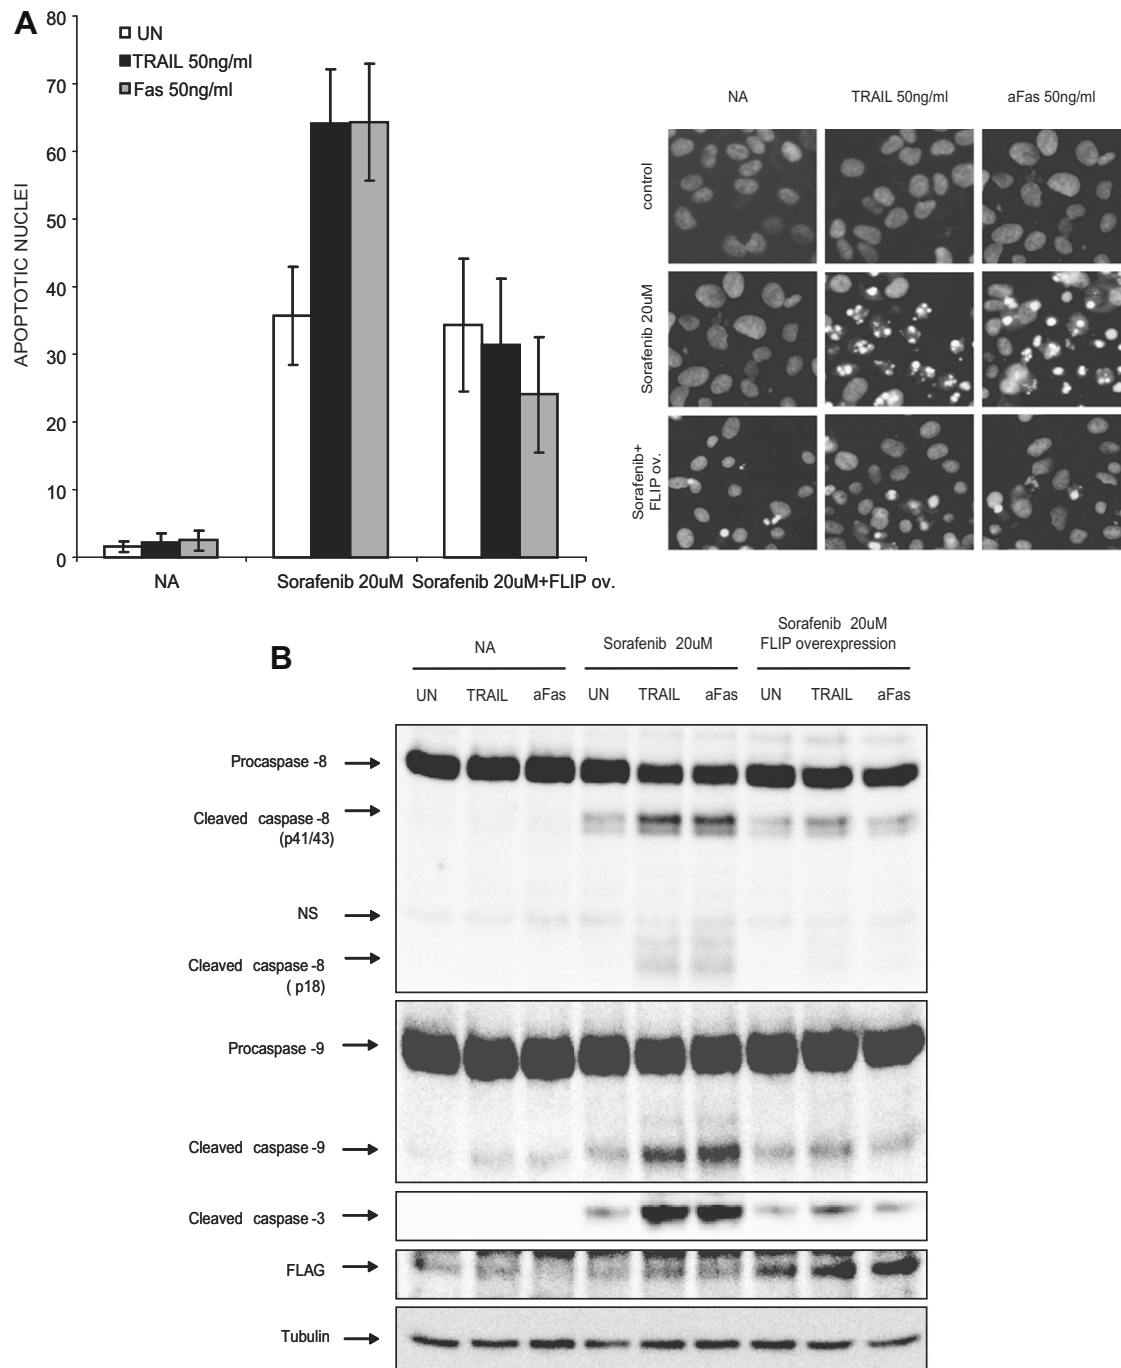 A
80
70
60
50
40
30
20
10
0
APOPTOTIC NUCLEI
UN
TRAIL 50ng/ml
Fas 50ng/ml
NA
Sorafenib 20uM
Sorafenib 20uM+FLIP ov.
NA
TRAIL 50ng/ml
aFas 50ng/ml
control
Sorafenib 20uM
Sorafenib+
FLIP ov.
B
NA
Sorafenib 20uM
Sorafenib 20uM
FLIP overexpression
UN TRAIL aFas UN TRAIL aFas UN TRAIL aFas
Procaspase -8
Cleaved caspase -8
(p41/43)
NS
Cleaved caspase -8
( p18)
Procaspase -9
Cleaved caspase -9
Cleaved caspase -3
FLAG
Tubulin